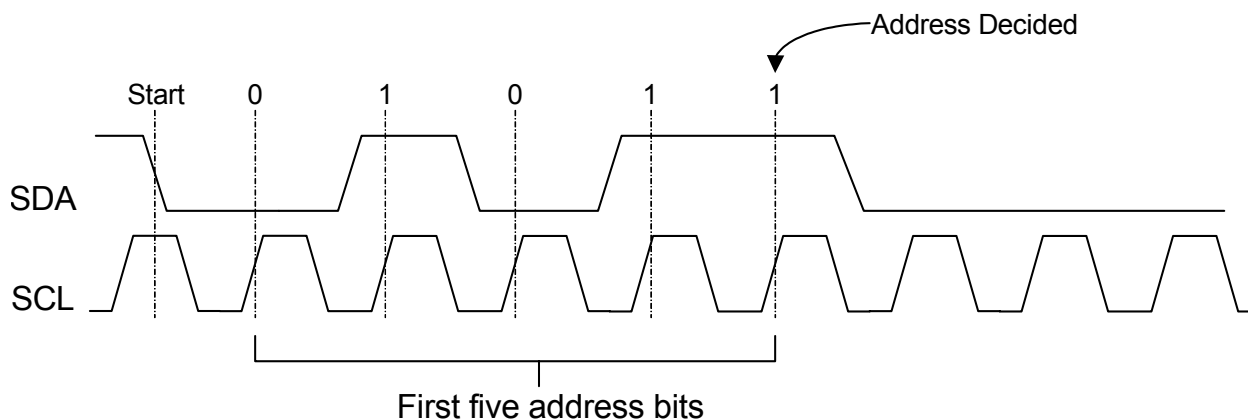 Address Decided
Start 0 1 0 1 1
SDA
SCL
First five address bits